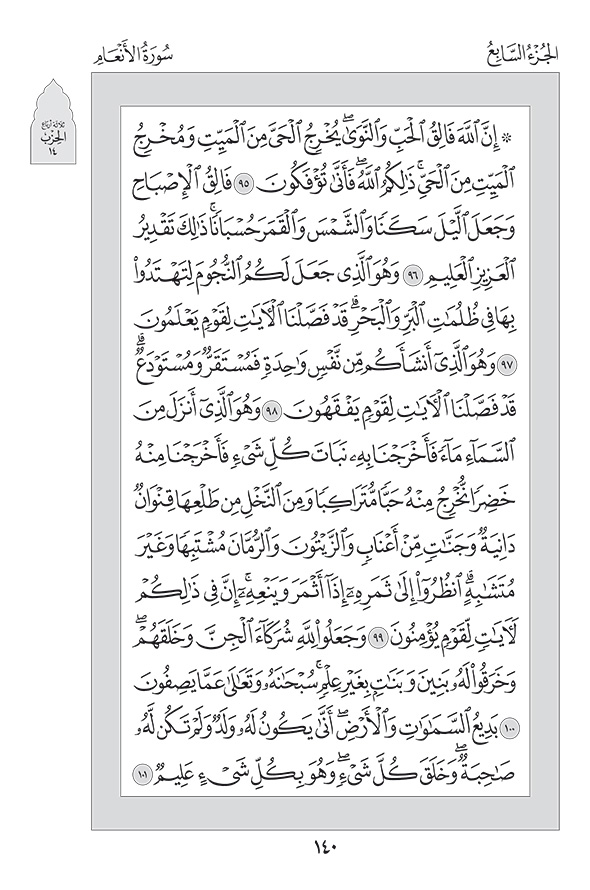 الجُزْءُ السَّابِعُ
سُورَةُ الأَنْعَامِ
ثلاثة أرباع
الحِزْب
١٤
* إِنَّ ٱللَّهَ فَالِقُ ٱلْحَبِّ وَٱلنَّوَىٰۖ يُخْرِجُ ٱلْحَىَّ مِنَ ٱلْمَيِّتِ وَمُخْرِجُ
ٱلْمَيِّتِ مِنَ ٱلْحَىِّۚ ذَٰلِكُمُ ٱللَّهُۖ فَأَنَّىٰ تُؤْفَكُونَ ٩٥ فَالِقُ ٱلْإِصْبَاحِ
وَجَعَلَ ٱلَّيْلَ سَكَنًا وَٱلشَّمْسَ وَٱلْقَمَرَ حُسْبَانًاۚ ذَٰلِكَ تَقْدِيرُ
ٱلْعَزِيزِ ٱلْعَلِيمِ ٩٦ وَهُوَ ٱلَّذِى جَعَلَ لَكُمُ ٱلنُّجُومَ لِتَهْتَدُوا۟
بِهَا فِى ظُلُمَٰتِ ٱلْبَرِّ وَٱلْبَحْرِۗ قَدْ فَصَّلْنَا ٱلْءَايَٰتِ لِقَوْمٍ يَعْلَمُونَ
٩٧ وَهُوَ ٱلَّذِىٓ أَنشَأَكُم مِّن نَّفْسٍ وَٰحِدَةٍ فَمُسْتَقَرٌّ وَمُسْتَوْدَعٌۗ
قَدْ فَصَّلْنَا ٱلْءَايَٰتِ لِقَوْمٍ يَفْقَهُونَ ٩٨ وَهُوَ ٱلَّذِىٓ أَنزَلَ مِنَ
ٱلسَّمَآءِ مَآءً فَأَخْرَجْنَا بِهِۦ نَبَاتَ كُلِّ شَىْءٍ فَأَخْرَجْنَا مِنْهُ
خَضِرًا نُّخْرِجُ مِنْهُ حَبًّا مُّتَرَاكِبًا وَمِنَ ٱلنَّخْلِ مِن طَلْعِهَا قِنْوَانٌ
دَانِيَةٌ وَجَنَّٰتٍ مِّنْ أَعْنَابٍ وَٱلزَّيْتُونَ وَٱلرُّمَّانَ مُشْتَبِهًا وَغَيْرَ
مُتَشَٰبِهٍۗ ٱنظُرُوٓا۟ إِلَىٰ ثَمَرِهِۦٓ إِذَآ أَثْمَرَ وَيَنْعِهِۦٓۚ إِنَّ فِى ذَٰلِكُمْ
لَءَايَٰتٍ لِّقَوْمٍ يُؤْمِنُونَ ٩٩ وَجَعَلُوا۟ لِلَّهِ شُرَكَآءَ ٱلْجِنَّ وَخَلَقَهُمْۖ
وَخَرَقُوا۟ لَهُۥ بَنِينَ وَبَنَٰتٍۭ بِغَيْرِ عِلْمٍۚ سُبْحَٰنَهُۥ وَتَعَٰلَىٰ عَمَّا يَصِفُونَ
١٠٠ بَدِيعُ ٱلسَّمَٰوَٰتِ وَٱلْأَرْضِۖ أَنَّىٰ يَكُونُ لَهُۥ وَلَدٌ وَلَمْ تَكُن لَّهُۥ
صَٰحِبَةٌۖ وَخَلَقَ كُلَّ شَىْءٍۖ وَهُوَ بِكُلِّ شَىْءٍ عَلِيمٌ ١٠١
١٤٠